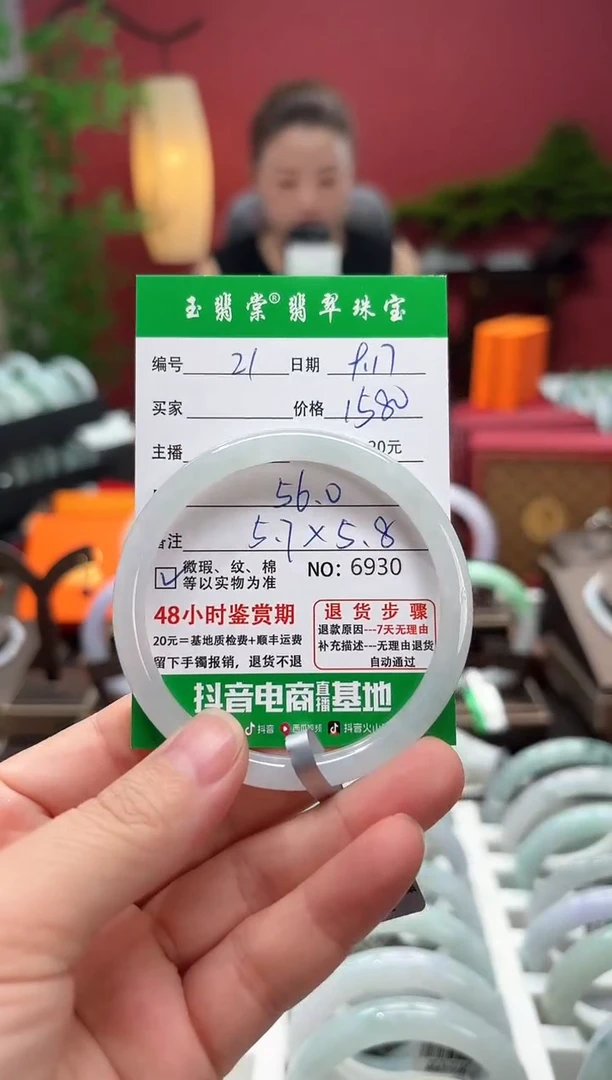 玉翡棠®翡翠珠宝
编号 21 日期 9.17
买家 价格 1580
主播 20元
56.0
备注 5.7×5.8
微瑕、纹、棉
等以实物为准
NO: 6930
48小时鉴赏期
20元=基地质检费+顺丰运费
留下手镯报销，退货不退
退货步骤
退款原因---7天无理由
补充描述---无理由退货
自动通过
抖音电商直播基地
抖音 西瓜视频 抖音火山